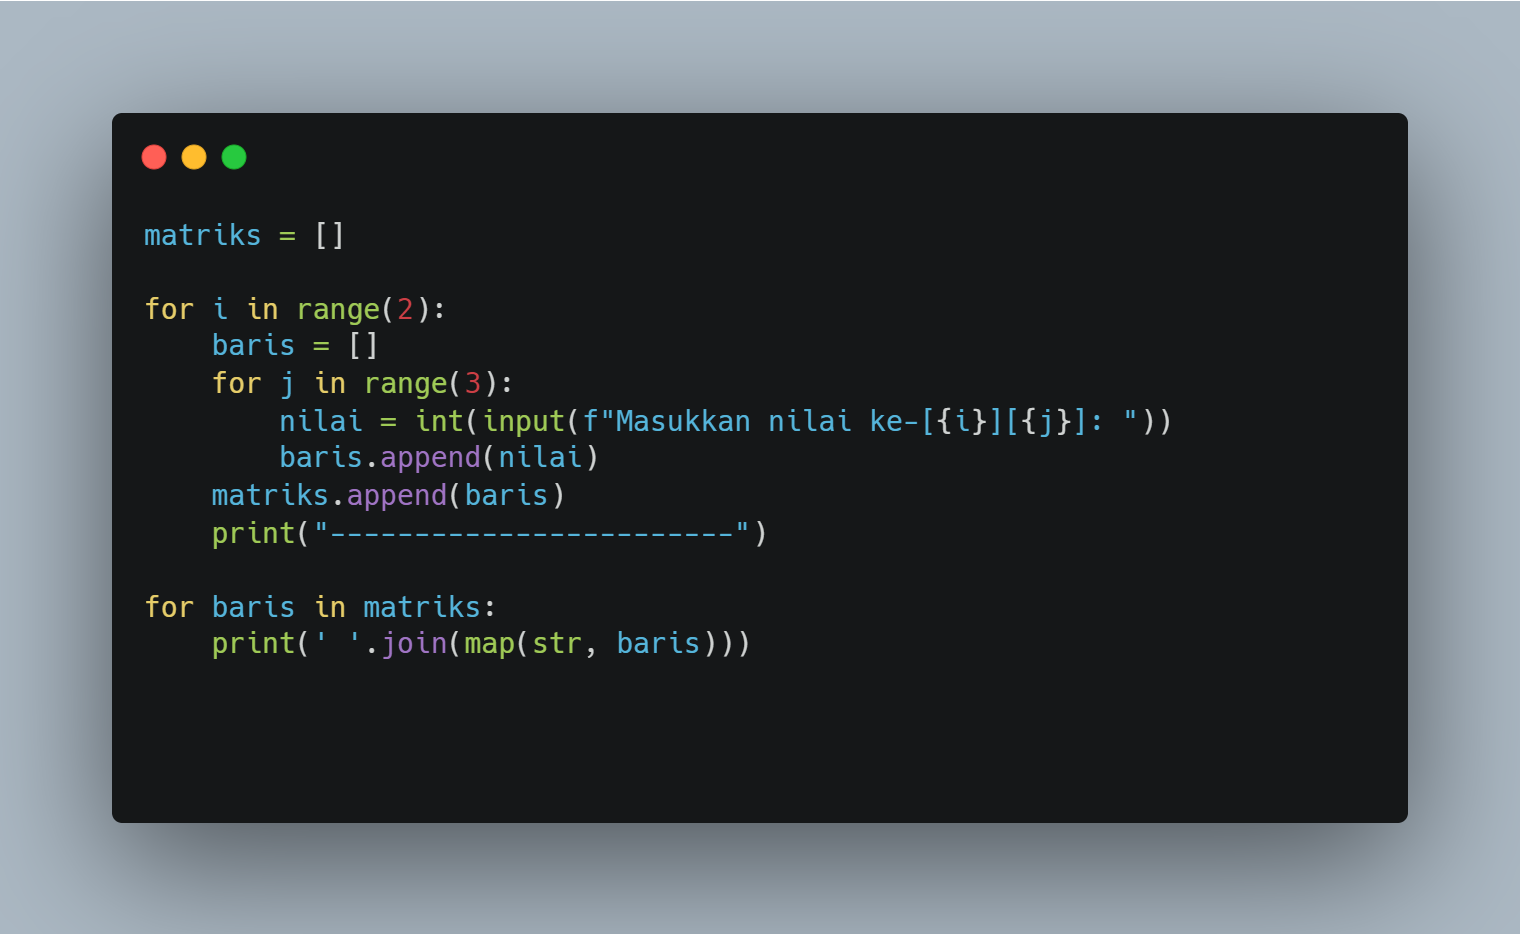 matriks = []
for i in range(2):
    baris = []
    for j in range(3):
        nilai = int(input(f"Masukkan nilai ke-[{i}][{j}]: "))
        baris.append(nilai)
    matriks.append(baris)
    print("------------------------")
for baris in matriks:
    print(' '.join(map(str, baris)))